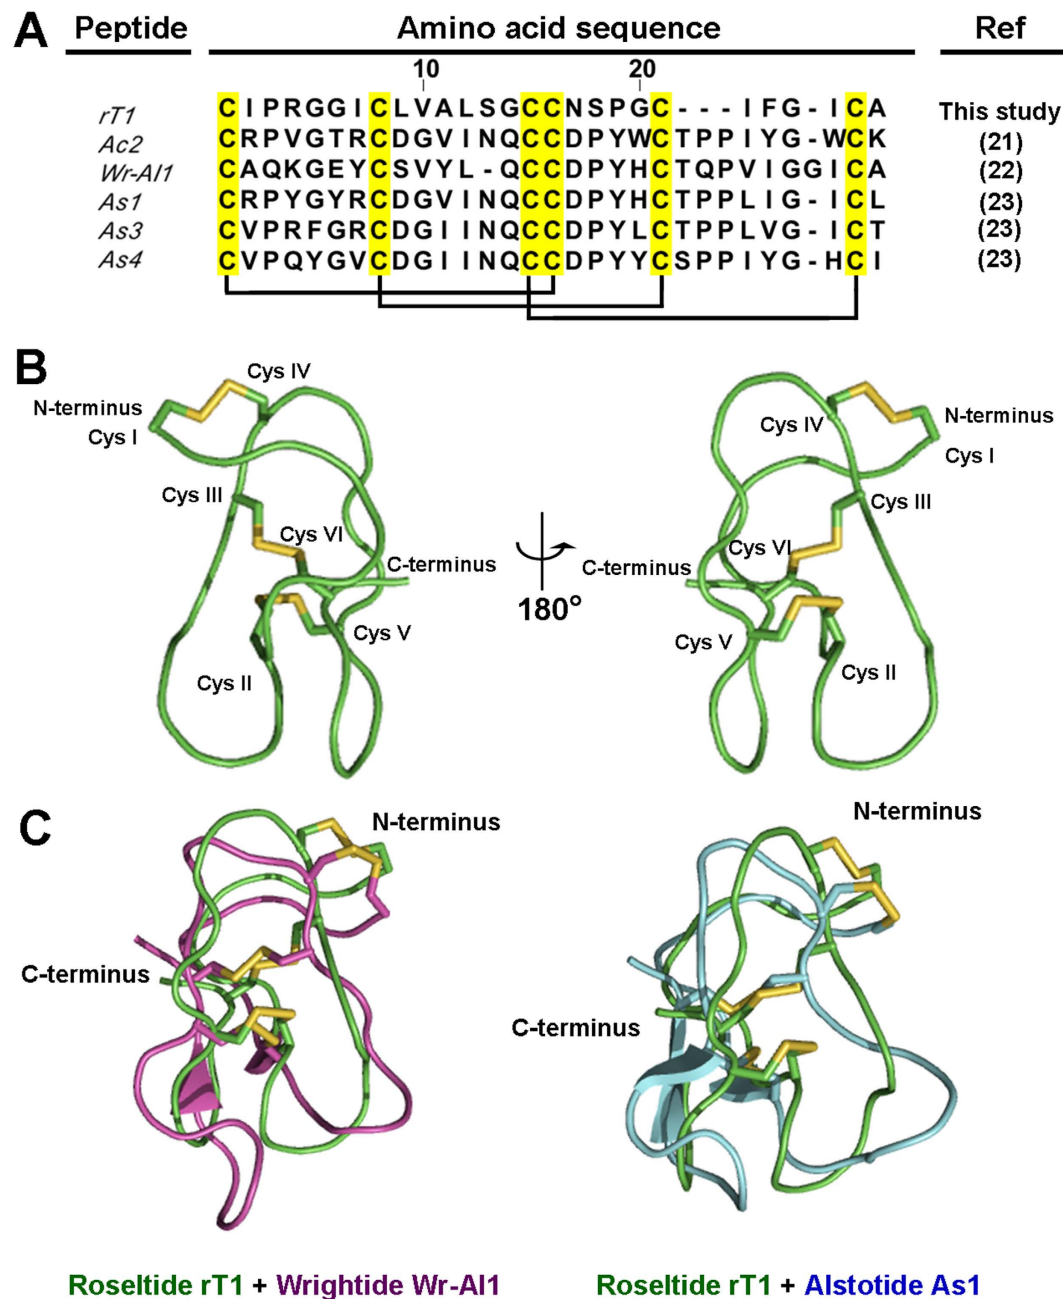 A Peptide Amino acid sequence Ref
10 20
rT1 CIPRGGICLVALSGCCNSPGC---IFG-ICA This study
Ac2 CRPVGTRCDGVINQCCDPYWCTPPIYG-WCK (21)
Wr-AI1 CAQKGEYCSVYL-QCCDPYHCTQPVIGGICA (22)
As1 CRPYGYRCDGVINQCCDPYHCTPPLIG-ICL (23)
As3 CVPRFGRCDGIINQCCDPYLCTPPLVG-ICT (23)
As4 CVPQYGVCDGIINQCCDPYYCSPPIYG-HCI (23)
B
Cys IV
N-terminus
Cys I
Cys III
Cys VI
C-terminus
Cys V
Cys II
180°
Cys IV
N-terminus
Cys I
Cys III
Cys VI
C-terminus
Cys V
Cys II
C
N-terminus
C-terminus
N-terminus
C-terminus
Roseltide rT1 + Wrightide Wr-AI1
Roseltide rT1 + Alstotide As1